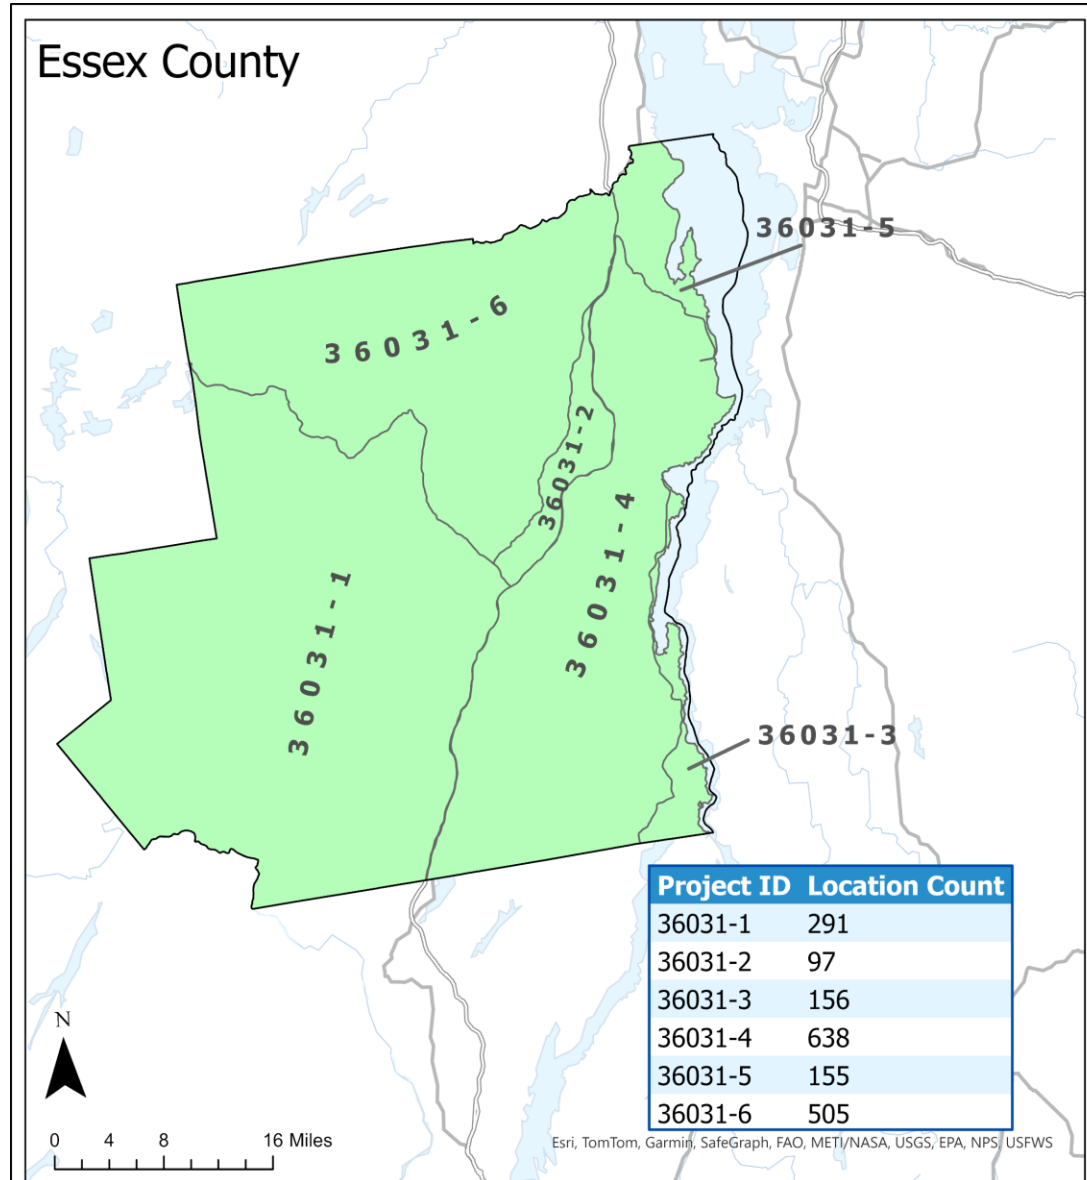 Essex County
36031-5
36031-6
36031-2
36031-4
36031-1
36031-3
Project ID Location Count
36031-1 291
36031-2 97
36031-3 156
36031-4 638
36031-5 155
36031-6 505
N
0 4 8 16 Miles
Esri, TomTom, Garmin, SafeGraph, FAO, METI/NASA, USGS, EPA, NPS, USFWS